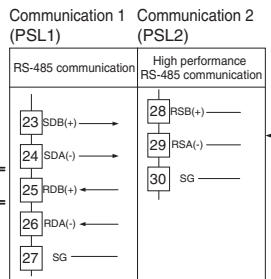 Communication 1
(PSL1)
Communication 2
(PSL2)
RS-485 communication
High performance
RS-485 communication
23 SDB(+)
24 SDA(-)
25 RDB(+)
26 RDA(-)
27 SG
28 RSB(+)
29 RSA(-)
30 SG